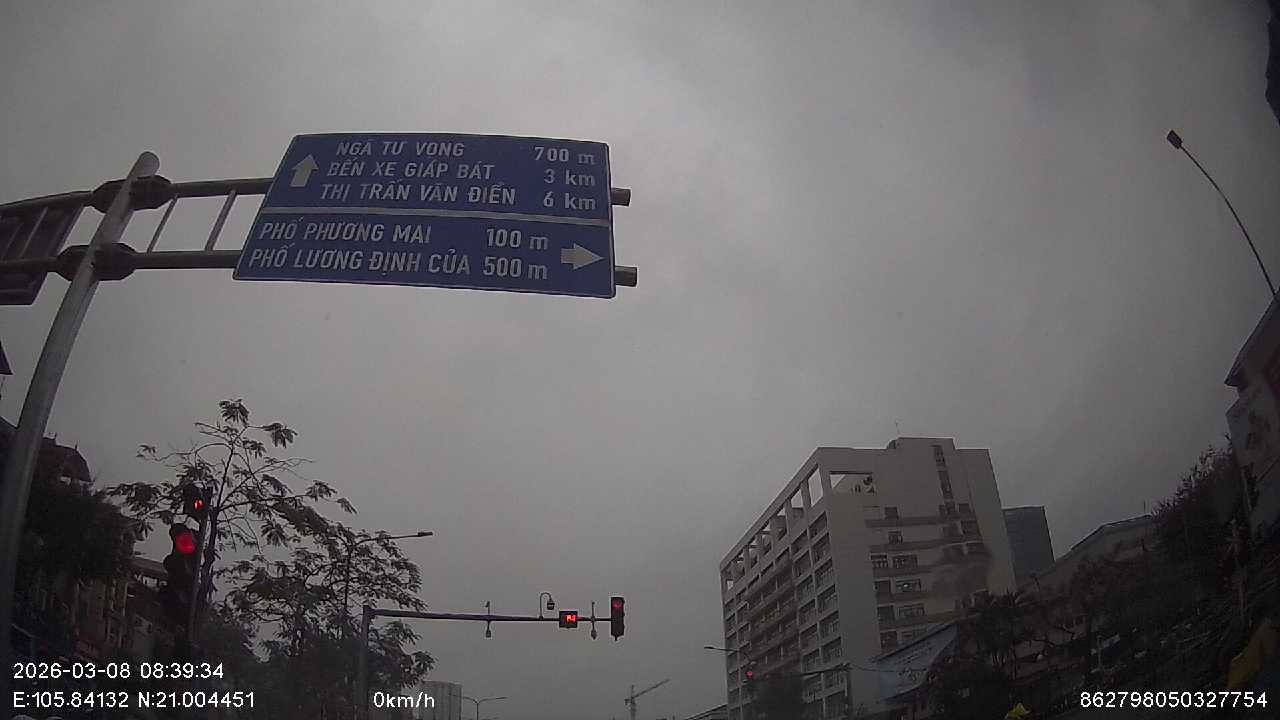 NGÃ TƯ VỌNG 700 m
BẾN XE GIÁP BÁT 3 km
THỊ TRẤN VĂN ĐIỂN 6 km
PHỐ PHƯƠNG MAI 100 m
PHỐ LƯƠNG ĐỊNH CỦA 500 m
2026-03-08 08:39:34
E:105.84132 N:21.004451
0km/h
862798050327754